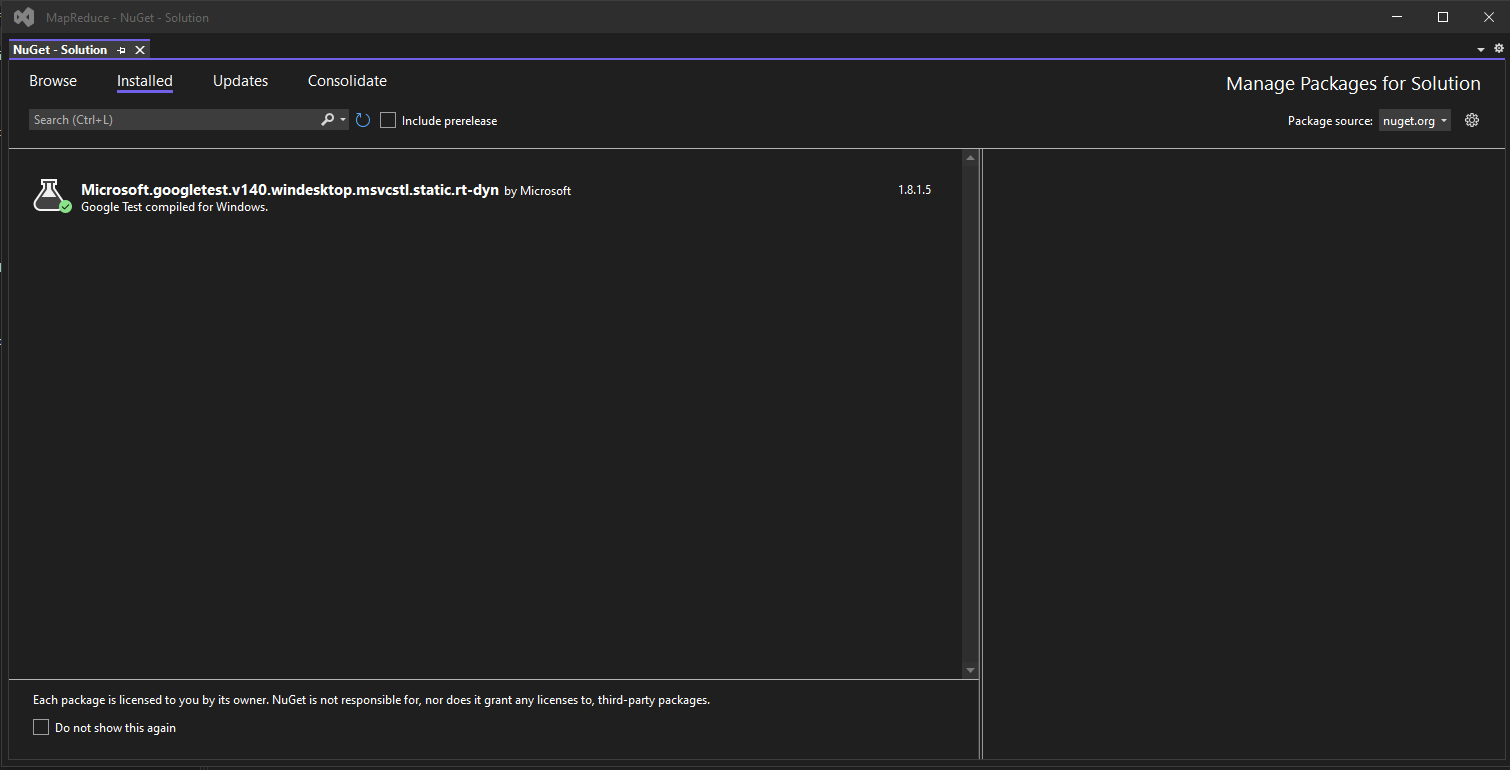 MapReduce - NuGet - Solution
NuGet - Solution
Browse Installed Updates Consolidate
Manage Packages for Solution
Search (Ctrl+L)
Include prerelease
Package source: nuget.org
Microsoft.googletest.v140.windesktop.msvcstl.static.rt-dyn by Microsoft 1.8.1.5
Google Test compiled for Windows.
Each package is licensed to you by its owner. NuGet is not responsible for, nor does it grant any licenses to, third-party packages.
Do not show this again